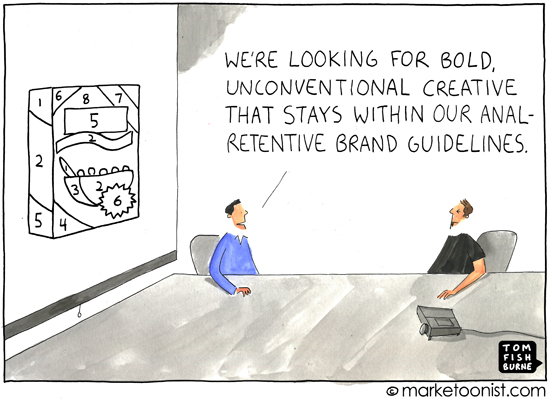 WE'RE LOOKING FOR BOLD,
UNCONVENTIONAL CREATIVE
THAT STAYS WITHIN OUR ANAL-
RETENTIVE BRAND GUIDELINES.
1 6 8 7
5
2
2
3 2
6
5 4
TOM
FISH
BURNE
© marketoonist.com